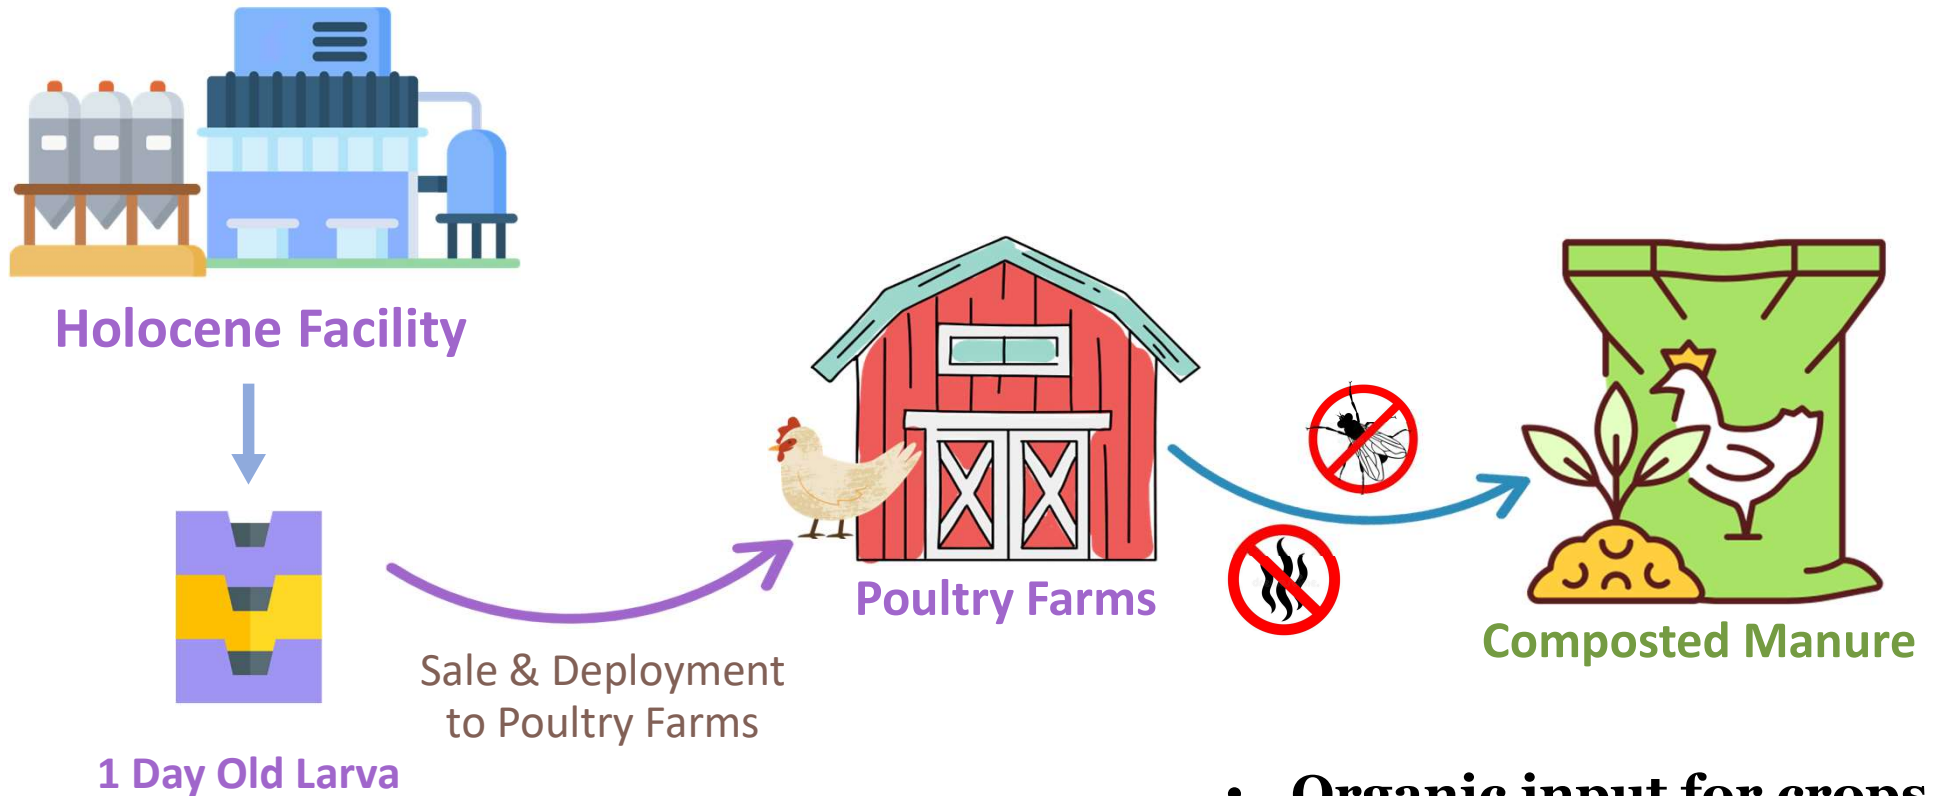 Holocene Facility
1 Day Old Larva
Sale & Deployment
to Poultry Farms
Poultry Farms
Composted Manure
• Organic input for crops